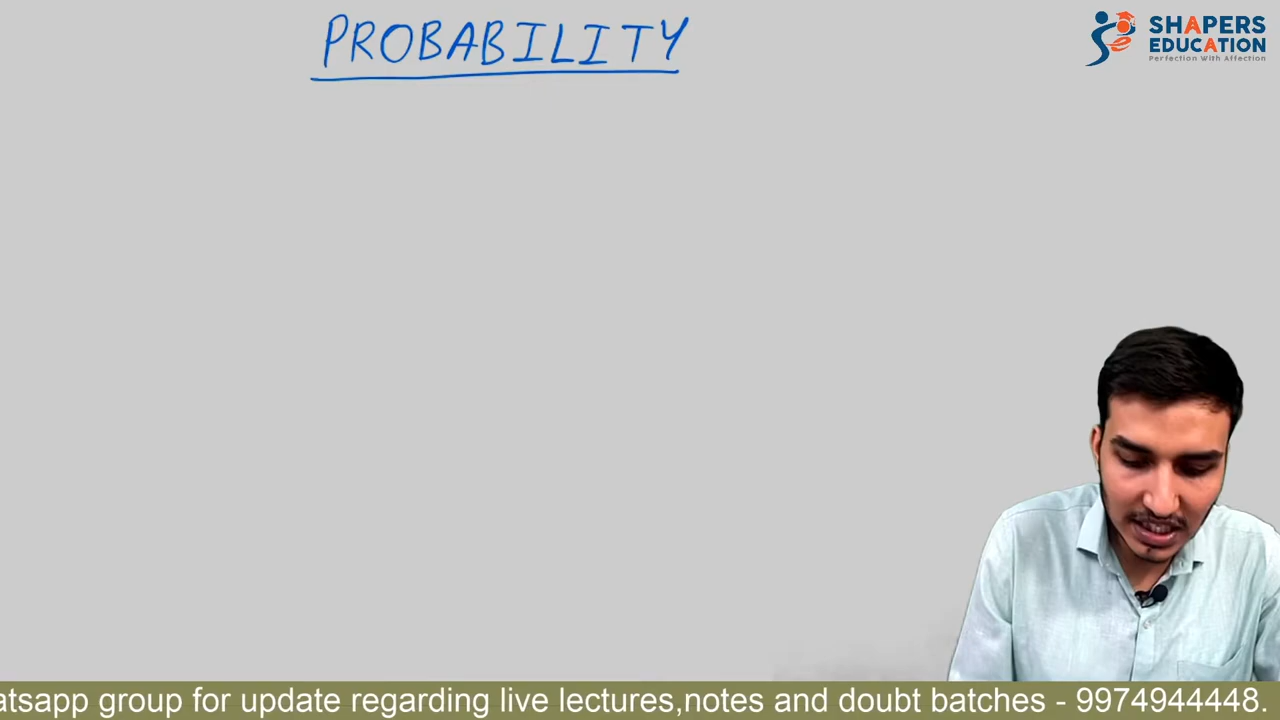 PROBABILITY
SHAPERS
EDUCATION
Perfection With Affection
atsapp group for update regarding live lectures,notes and doubt batches - 9974944448.